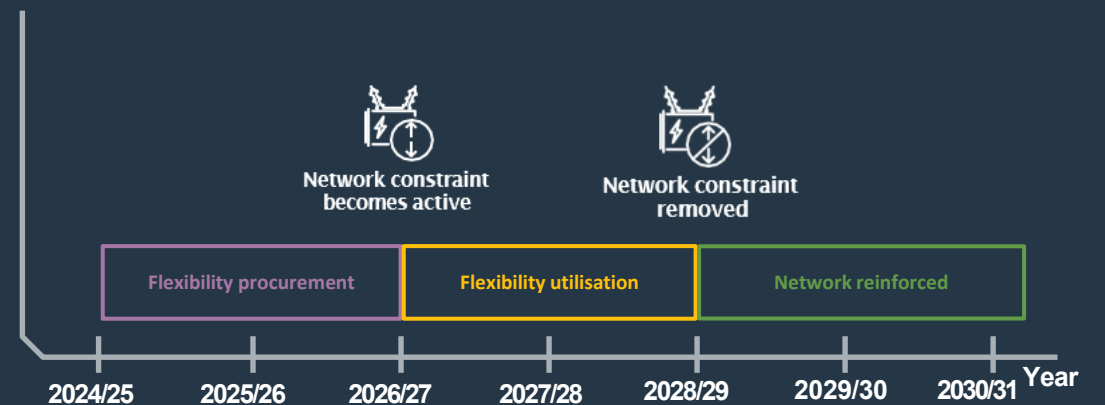 Network constraint
becomes active
Network constraint
removed
Flexibility procurement
Flexibility utilisation
Network reinforced
2024/25
2025/26
2026/27
2027/28
2028/29
2029/30
2030/31
Year